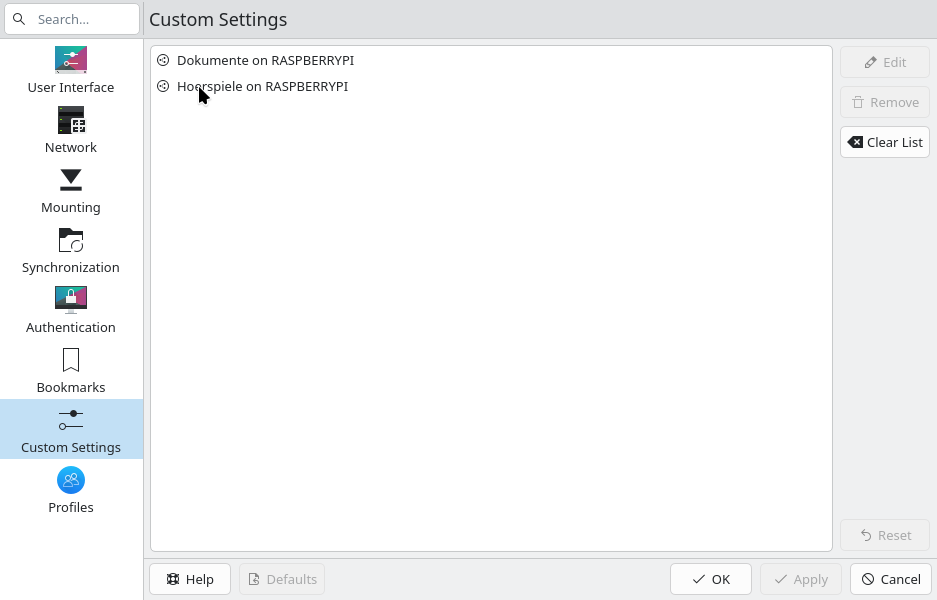 Search...
Custom Settings
User Interface
Network
Mounting
Synchronization
Authentication
Bookmarks
Custom Settings
Profiles
Dokumente on RASPBERRYPI
Hoerspiele on RASPBERRYPI
Edit
Remove
Clear List
Reset
Help
Defaults
OK
Apply
Cancel